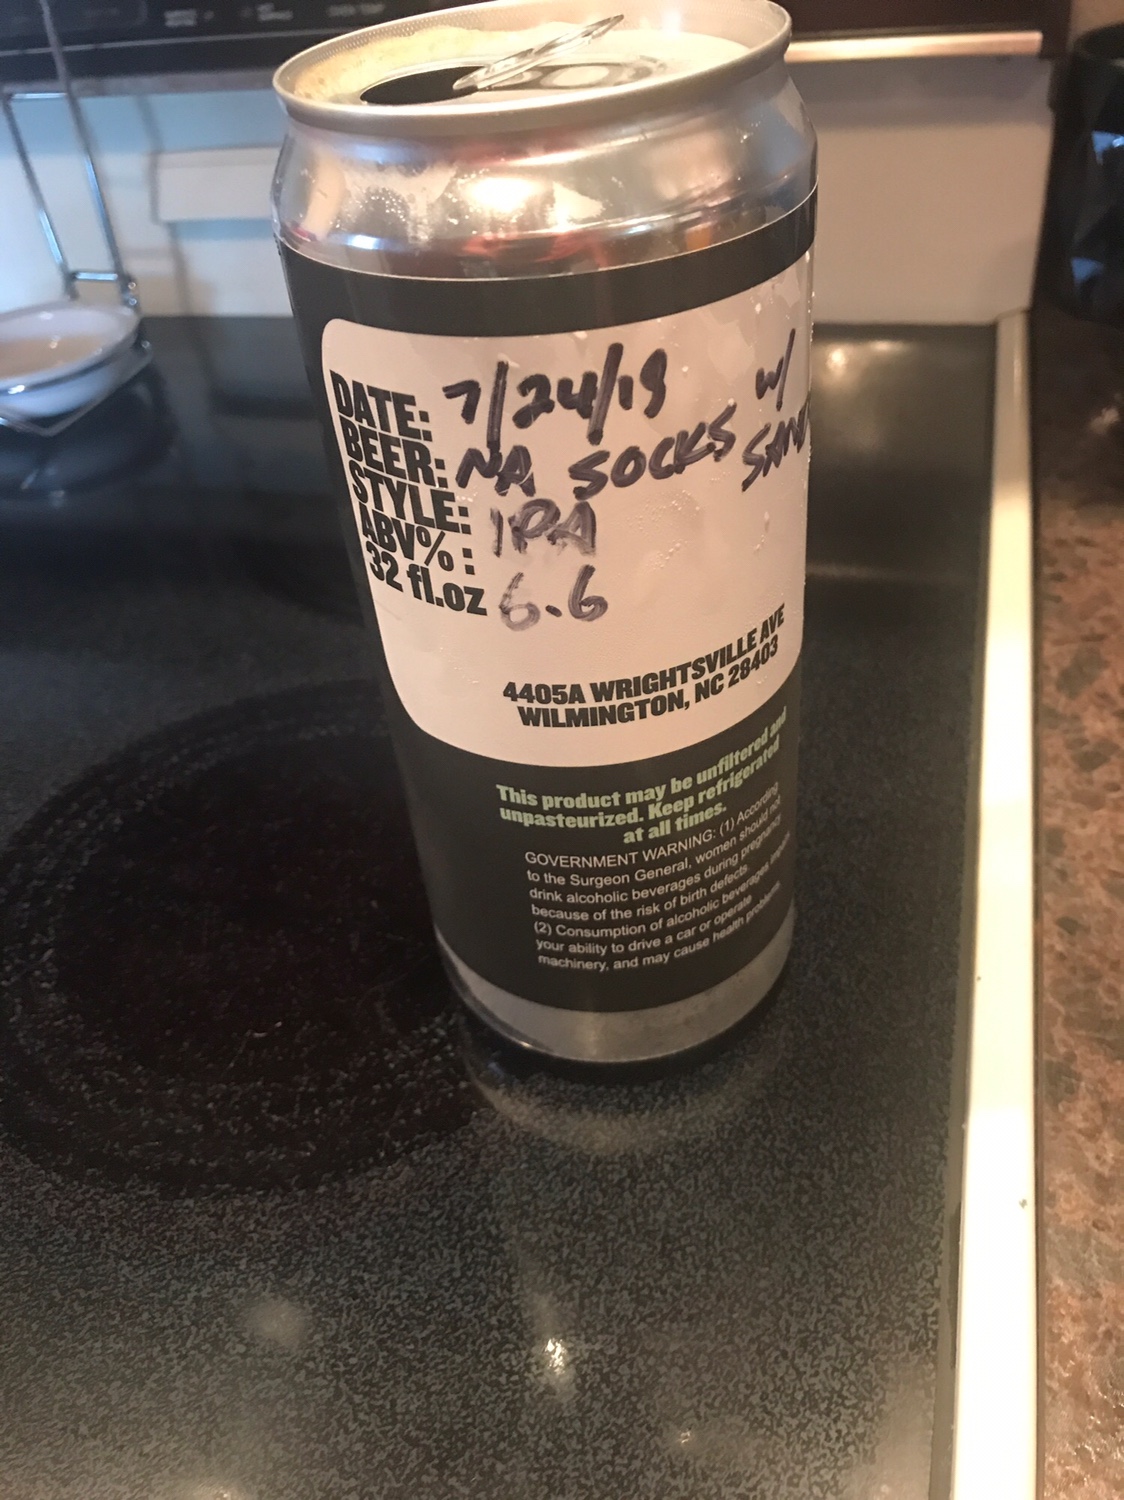 DATE: 7/24/19
BEER: NA SOCKS w/
STYLE: IPA
ABV% : 6.6
32 fl.oz
4405A WRIGHTSVILLE AVE
WILMINGTON, NC 28403
This product may be unfiltered and
unpasteurized. Keep refrigerated
at all times.
GOVERNMENT WARNING: (1) According
to the Surgeon General, women should not
drink alcoholic beverages during pregnancy
because of the risk of birth defects.
(2) Consumption of alcoholic beverages impairs
your ability to drive a car or operate
machinery, and may cause health problems.